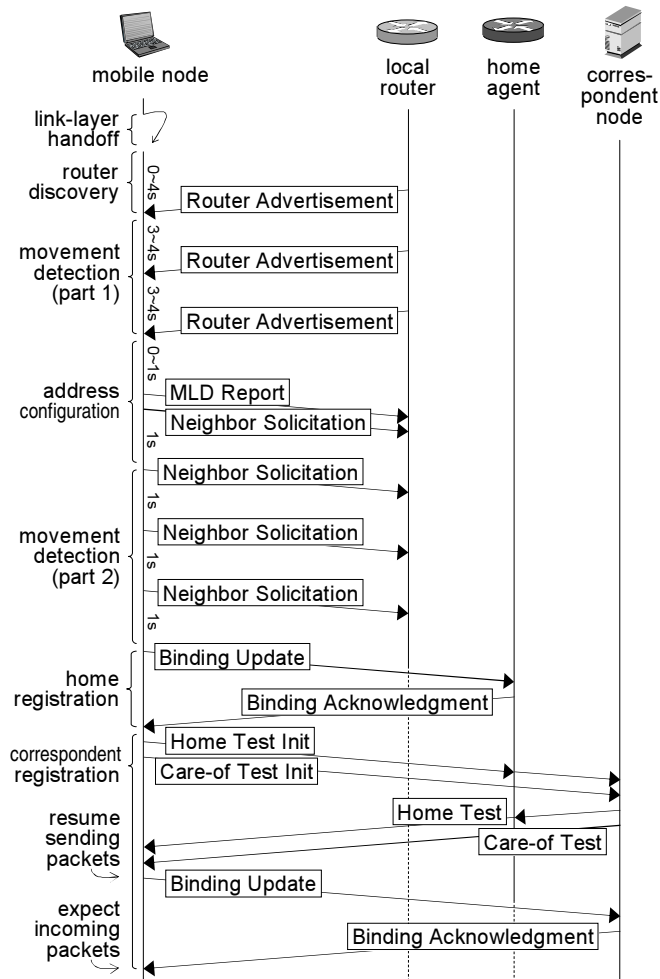 mobile node
local
router
home
agent
corres-
pondent
node
link-layer
handoff
router
discovery
0~4s
Router Advertisement
movement
detection
(part 1)
3~4s
Router Advertisement
3~4s
Router Advertisement
address
configuration
0~1s
MLD Report
Neighbor Solicitation
1s
movement
detection
(part 2)
Neighbor Solicitation
1s
Neighbor Solicitation
1s
Neighbor Solicitation
1s
home
registration
Binding Update
Binding Acknowledgment
correspondent
registration
Home Test Init
Care-of Test Init
resume
sending
packets
Home Test
Care-of Test
Binding Update
expect
incoming
packets
Binding Acknowledgment